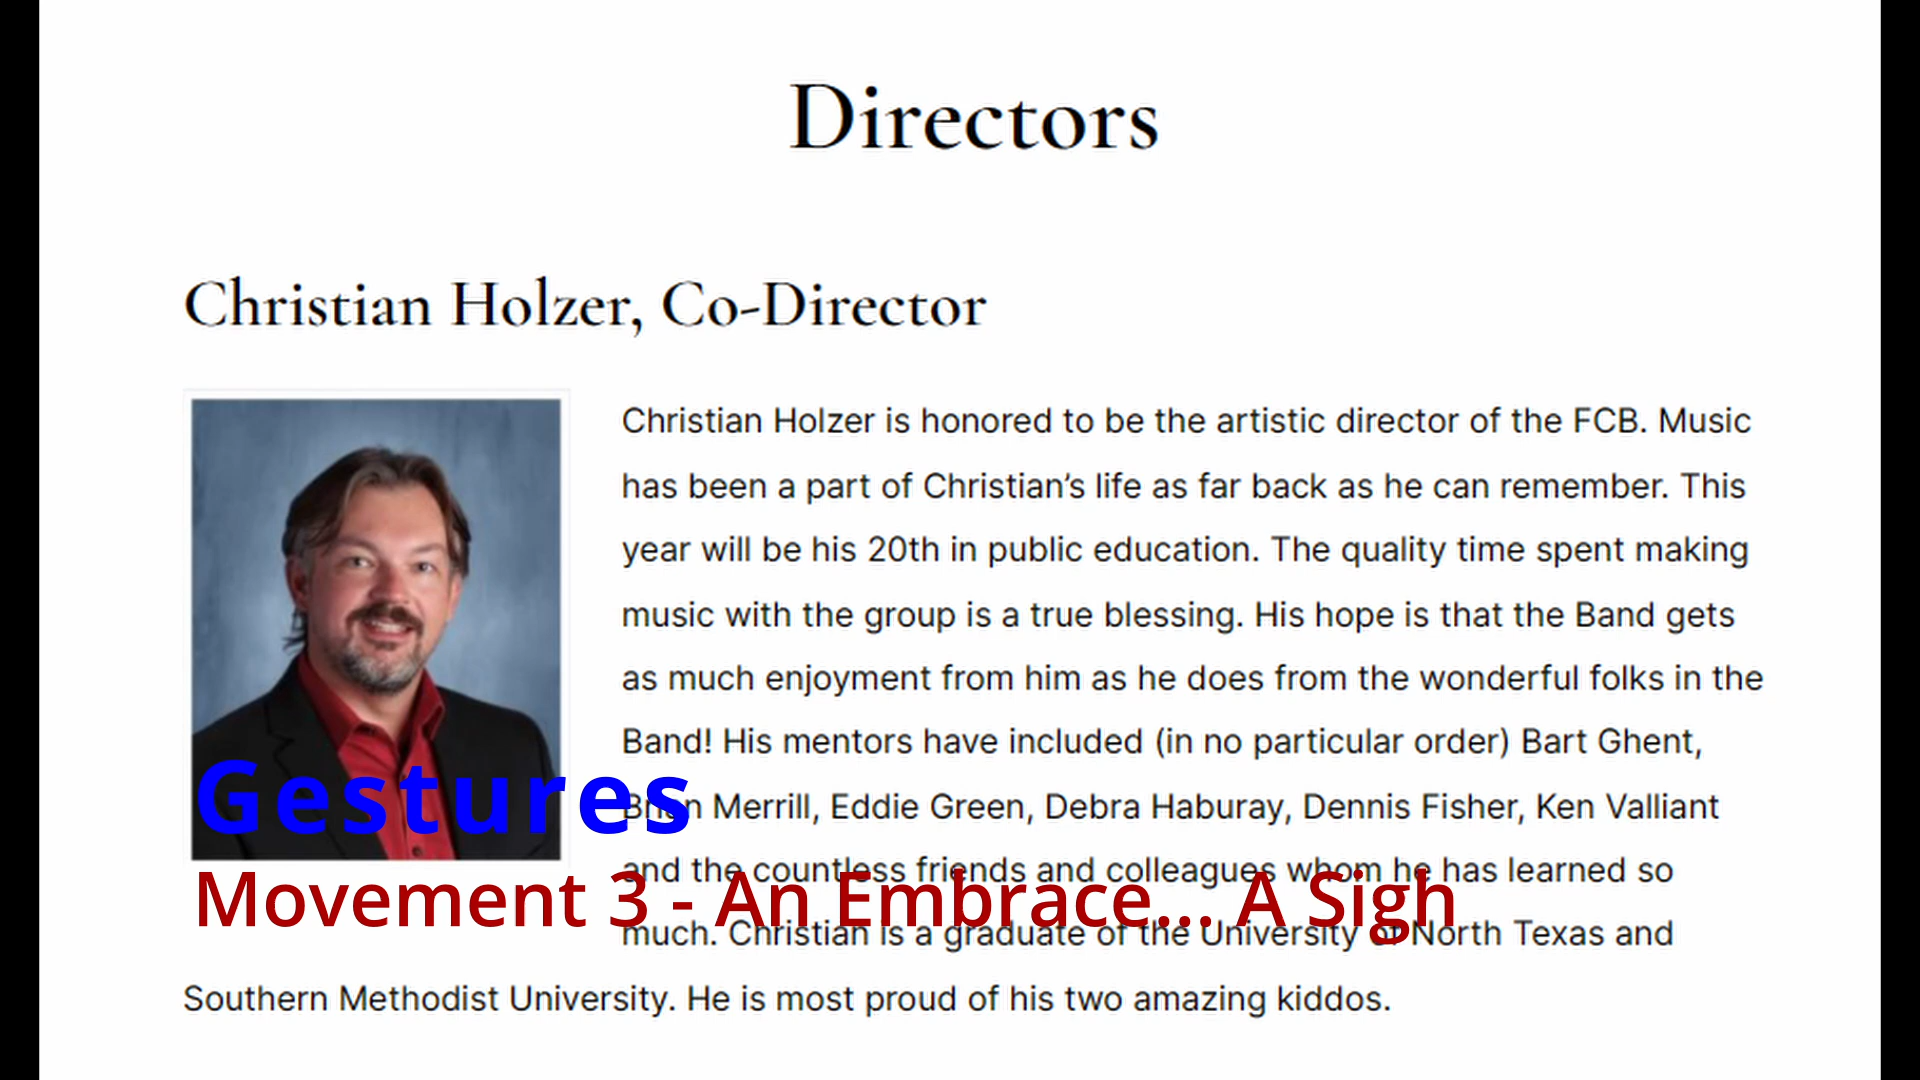 Directors
Christian Holzer, Co-Director
Christian Holzer is honored to be the artistic director of the FCB. Music
has been a part of Christian’s life as far back as he can remember. This
year will be his 20th in public education. The quality time spent making
music with the group is a true blessing. His hope is that the Band gets
as much enjoyment from him as he does from the wonderful folks in the
Band! His mentors have included (in no particular order) Bart Ghent,
Brian Merrill, Eddie Green, Debra Haburay, Dennis Fisher, Ken Valliant
and the countless friends and colleagues whom he has learned so
much. Christian is a graduate of the University of North Texas and
Southern Methodist University. He is most proud of his two amazing kiddos.
Gestures
Movement 3 - An Embrace... A Sigh